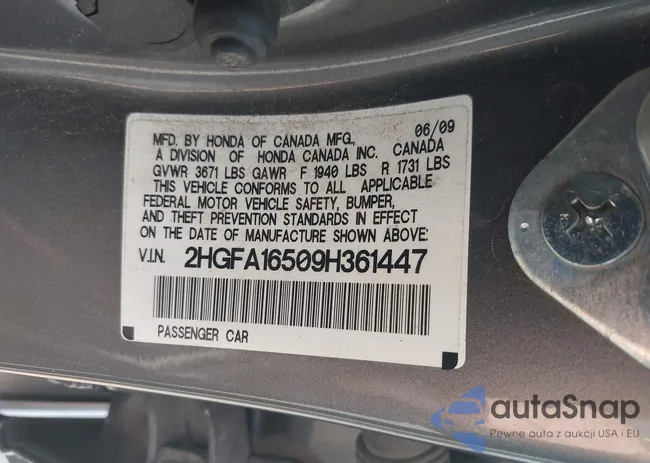 MFD. BY HONDA OF CANADA MFG., 06/09
A DIVISION OF HONDA CANADA INC. CANADA
GVWR 3671 LBS GAWR F 1940 LBS R 1731 LBS
THIS VEHICLE CONFORMS TO ALL APPLICABLE
FEDERAL MOTOR VEHICLE SAFETY, BUMPER,
AND THEFT PREVENTION STANDARDS IN EFFECT
ON THE DATE OF MANUFACTURE SHOWN ABOVE:
V.I.N. 2HGFA16509H361447
PASSENGER CAR
autoSnap
Pewne auta z aukcji USA i EU